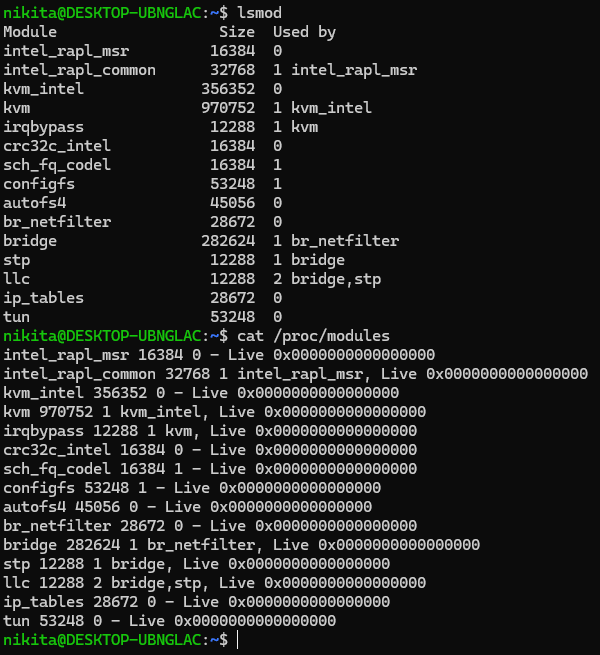 nikita@DESKTOP-UBNGLAC:~$ lsmod
Module                  Size  Used by
intel_rapl_msr         16384  0
intel_rapl_common      32768  1 intel_rapl_msr
kvm_intel             356352  0
kvm                   970752  1 kvm_intel
irqbypass              12288  1 kvm
crc32c_intel           16384  0
sch_fq_codel           16384  1
configfs               53248  1
autofs4                45056  0
br_netfilter           28672  0
bridge                282624  1 br_netfilter
stp                    12288  1 bridge
llc                    12288  2 bridge,stp
ip_tables              28672  0
tun                    53248  0
nikita@DESKTOP-UBNGLAC:~$ cat /proc/modules
intel_rapl_msr 16384 0 - Live 0x0000000000000000
intel_rapl_common 32768 1 intel_rapl_msr, Live 0x0000000000000000
kvm_intel 356352 0 - Live 0x0000000000000000
kvm 970752 1 kvm_intel, Live 0x0000000000000000
irqbypass 12288 1 kvm, Live 0x0000000000000000
crc32c_intel 16384 0 - Live 0x0000000000000000
sch_fq_codel 16384 1 - Live 0x0000000000000000
configfs 53248 1 - Live 0x0000000000000000
autofs4 45056 0 - Live 0x0000000000000000
br_netfilter 28672 0 - Live 0x0000000000000000
bridge 282624 1 br_netfilter, Live 0x0000000000000000
stp 12288 1 bridge, Live 0x0000000000000000
llc 12288 2 bridge,stp, Live 0x0000000000000000
ip_tables 28672 0 - Live 0x0000000000000000
tun 53248 0 - Live 0x0000000000000000
nikita@DESKTOP-UBNGLAC:~$